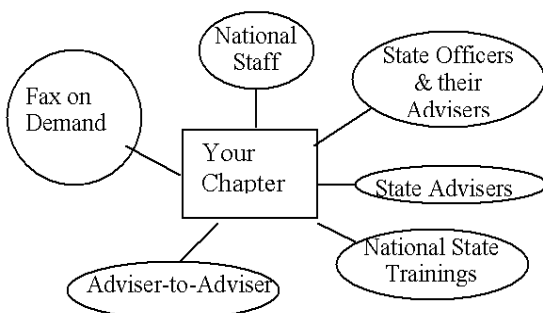 National
Staff
State Officers
& their
Advisers
Fax on
Demand
Your
Chapter
State Advisers
National State
Trainings
Adviser-to-Adviser